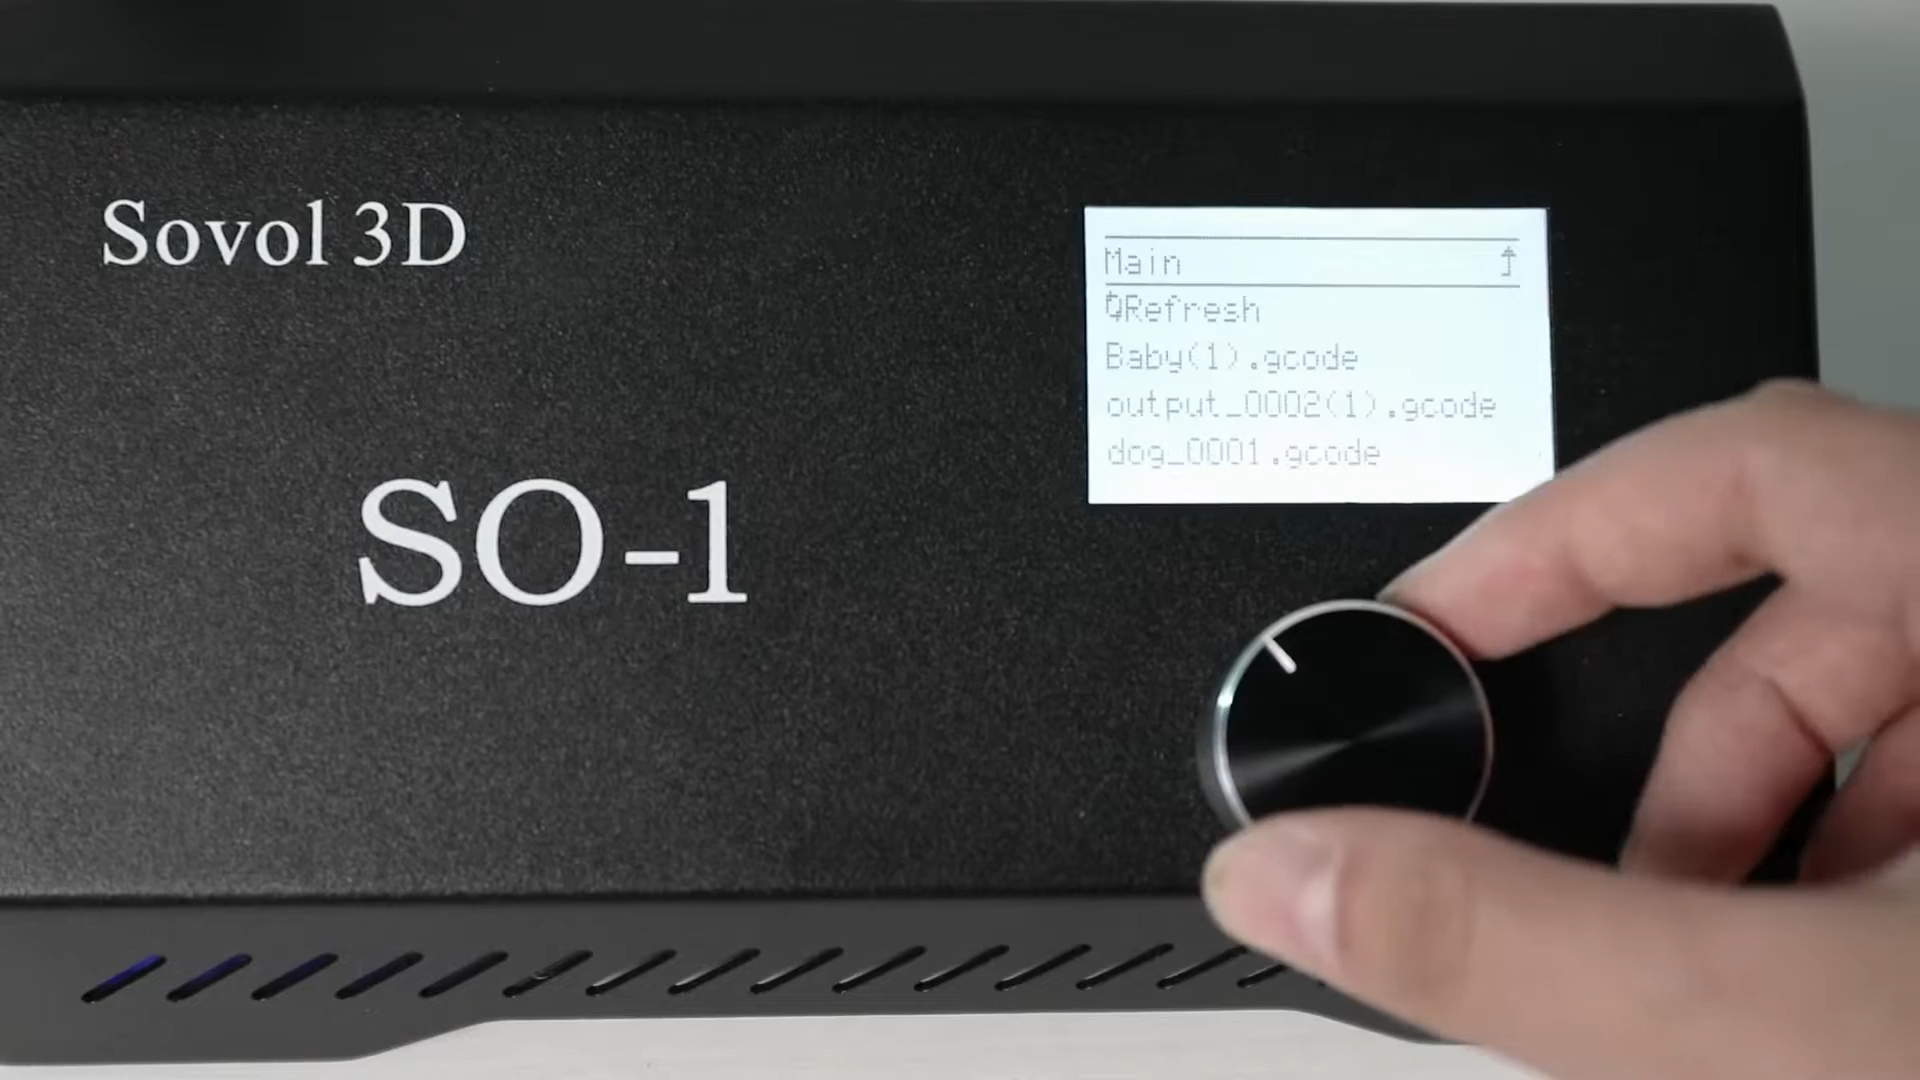 Sovol 3D
SO-1
Main
Refresh
Baby(1).gcode
output_0002(1).gcode
dog_0001.gcode